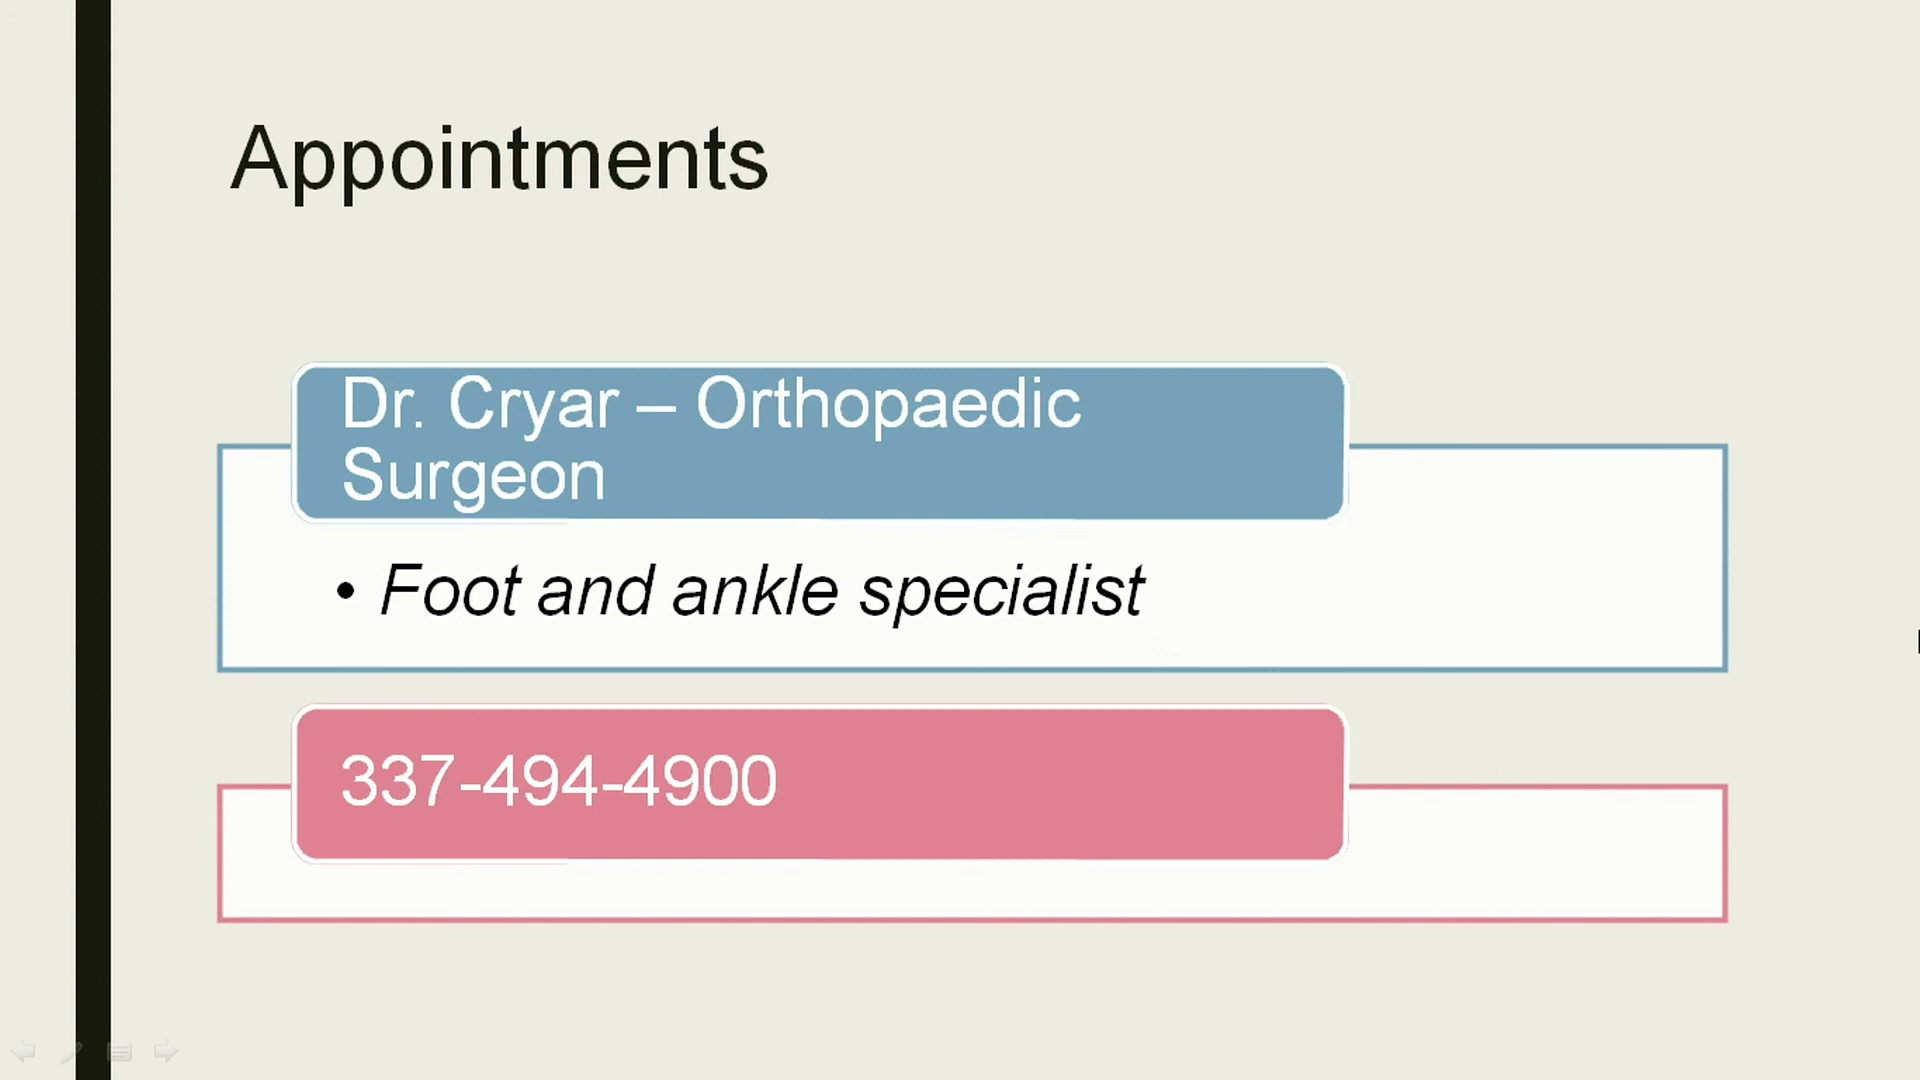 Appointments
Dr. Cryar – Orthopaedic
Surgeon
• Foot and ankle specialist
337-494-4900